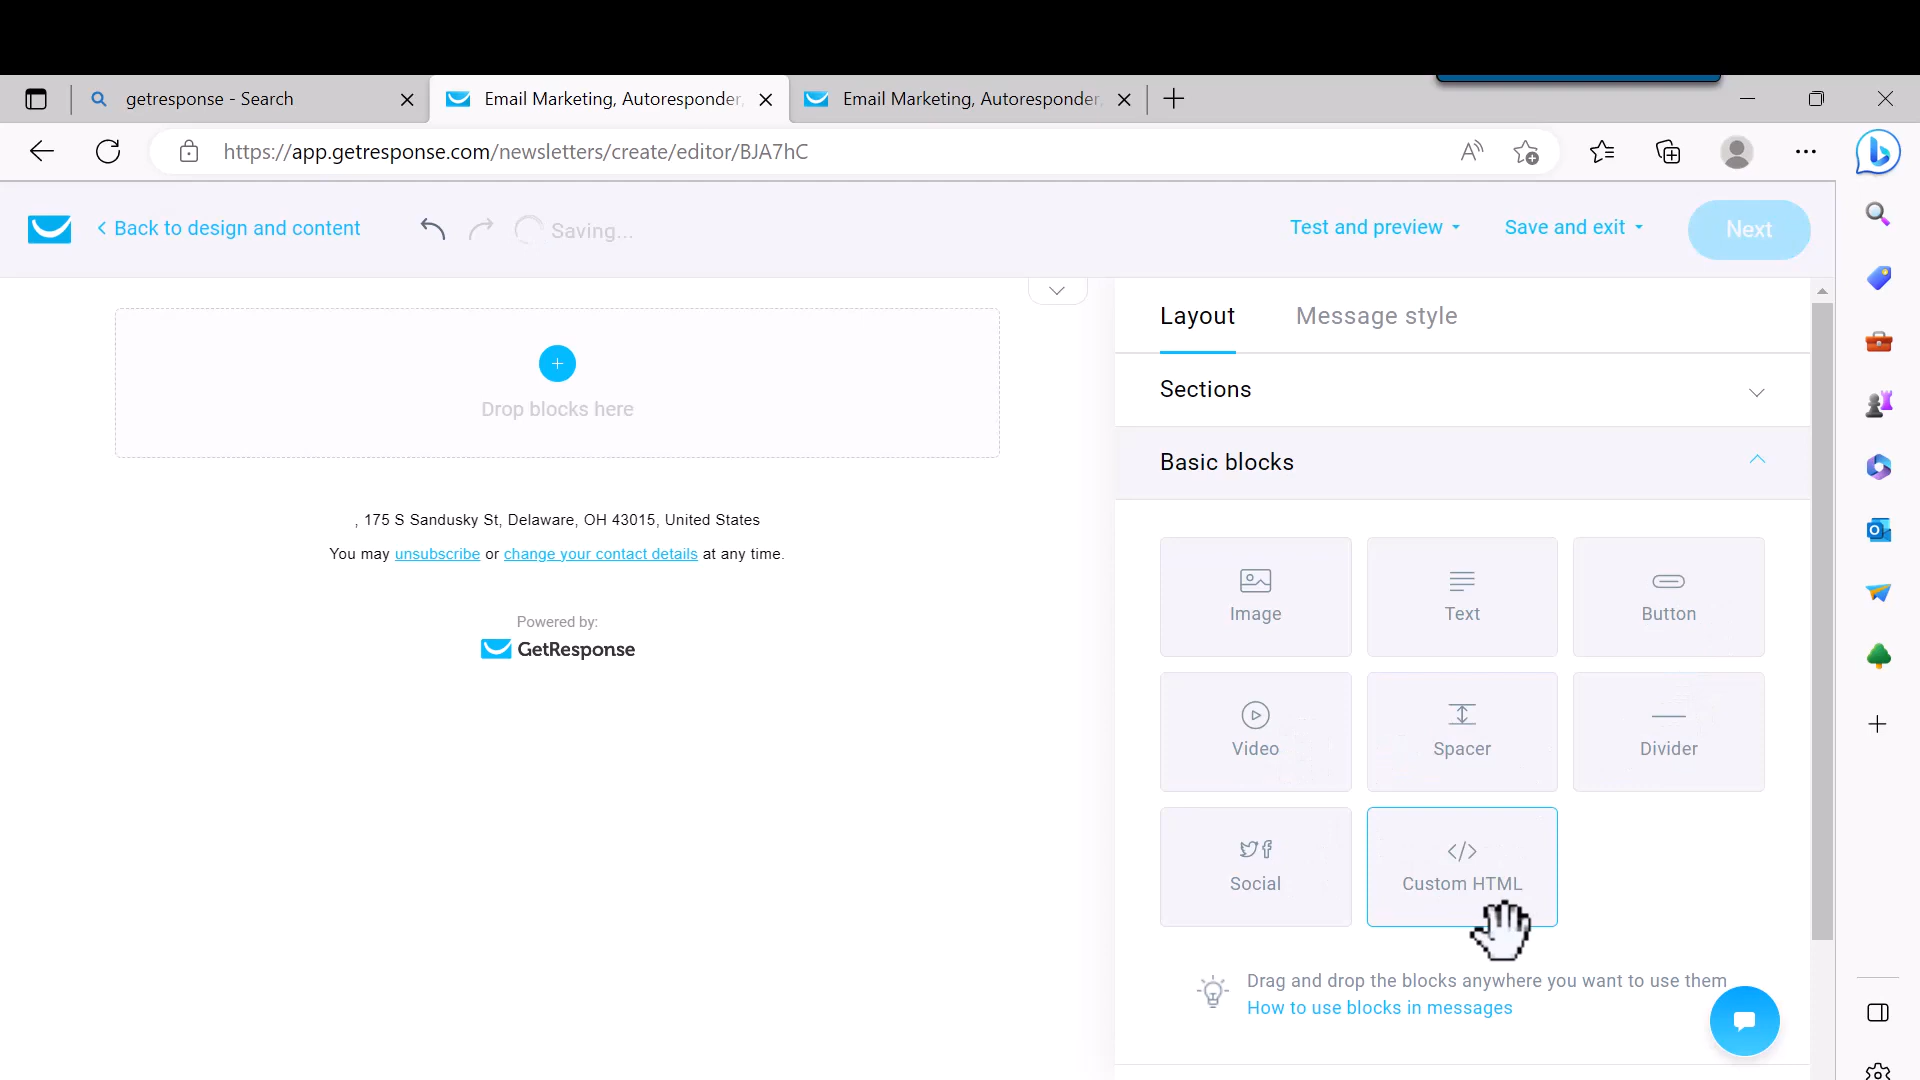 getresponse - Search
Email Marketing, Autoresponder,
Email Marketing, Autoresponder,
https://app.getresponse.com/newsletters/create/editor/BJA7hC
Back to design and content
Saving...
Test and preview
Save and exit
Next
Layout
Message style
Sections
Basic blocks
Drop blocks here
, 175 S Sandusky St, Delaware, OH 43015, United States
You may unsubscribe or change your contact details at any time.
Powered by:
GetResponse
Image
Text
Button
Video
Spacer
Divider
Social
Custom HTML
Drag and drop the blocks anywhere you want to use them
How to use blocks in messages